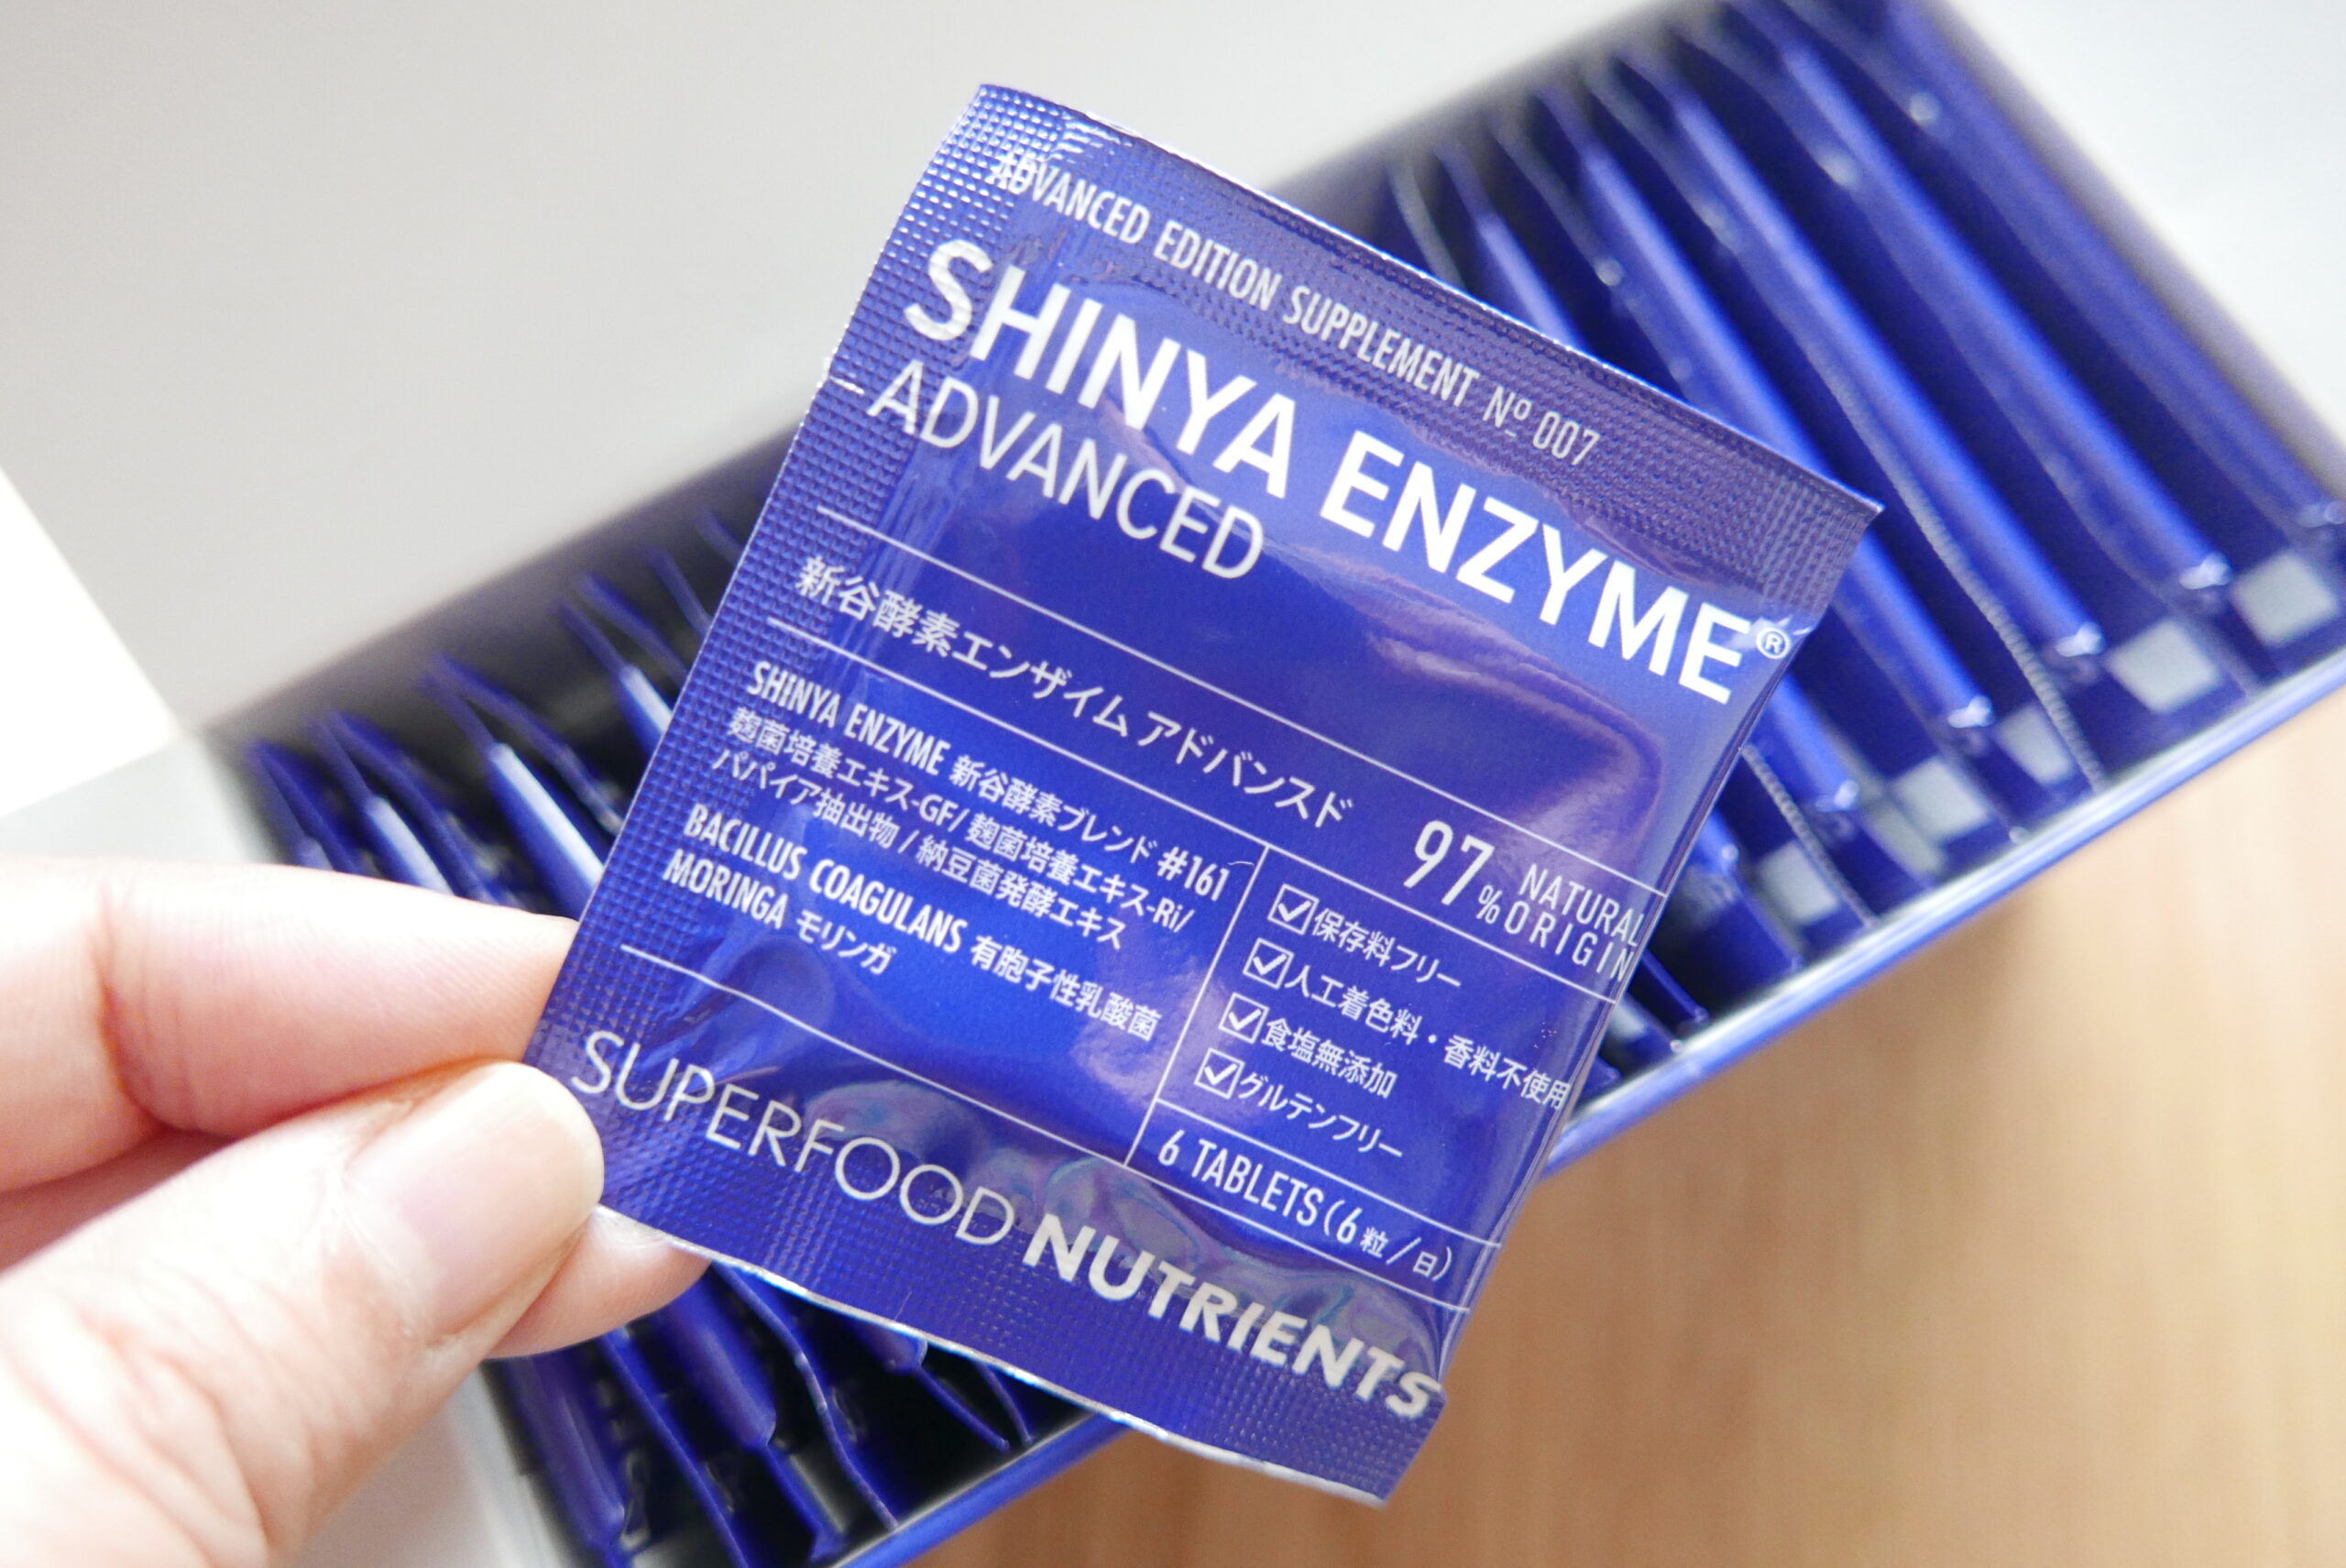 ADVANCED EDITION SUPPLEMENT Nº 007
SHINYA ENZYME®
ADVANCED
新谷酵素エンザイム アドバンスド
97% NATURAL
ORIGIN
SHINYA ENZYME 新谷酵素ブレンド #161
麹菌培養エキス-GF/ 麹菌培養エキス-Ri/
パパイア抽出物 / 納豆菌発酵エキス
BACILLUS COAGULANS 有胞子性乳酸菌
MORINGA モリンガ
☑保存料フリー
☑人工着色料・香料不使用
☑食塩無添加
☑グルテンフリー
6 TABLETS (6粒/日)
SUPERFOOD NUTRIENTS